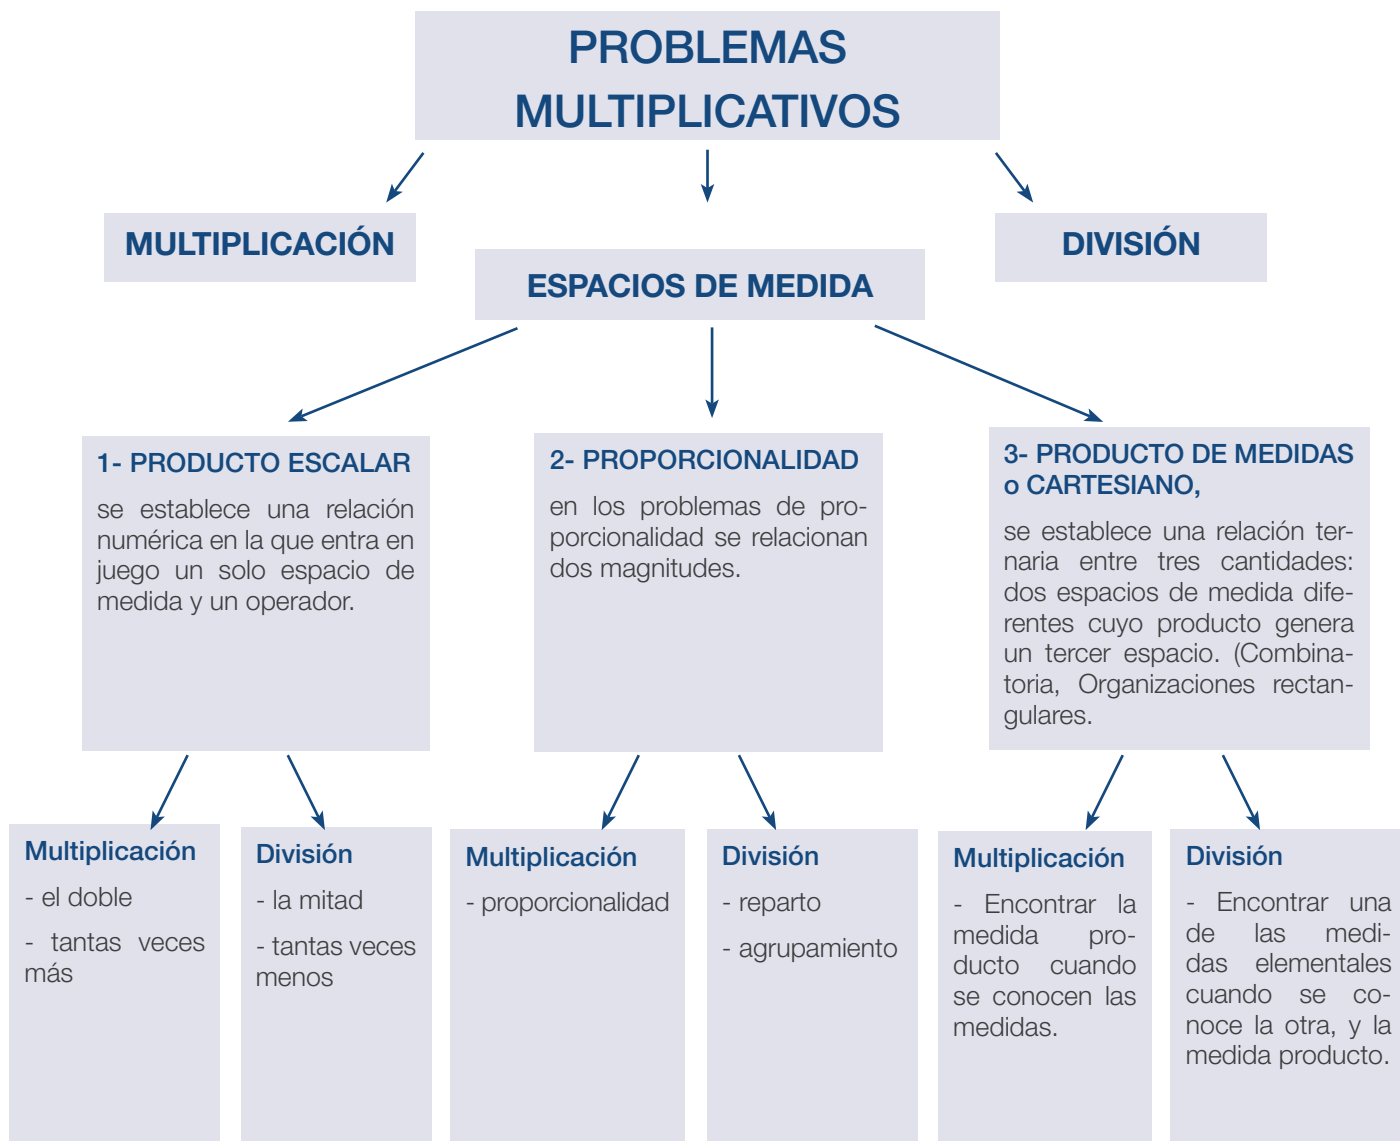 PROBLEMAS
MULTIPLICATIVOS
MULTIPLICACIÓN
DIVISIÓN
ESPACIOS DE MEDIDA
1- PRODUCTO ESCALAR
se establece una relación
numérica en la que entra en
juego un solo espacio de
medida y un operador.
2- PROPORCIONALIDAD
en los problemas de pro-
porcionalidad se relacionan
dos magnitudes.
3- PRODUCTO DE MEDIDAS
o CARTESIANO,
se establece una relación ter-
naria entre tres cantidades:
dos espacios de medida dife-
rentes cuyo producto genera
un tercer espacio. (Combina-
toria, Organizaciones rectan-
gulares.
Multiplicación
- el doble
- tantas veces
más
División
- la mitad
- tantas veces
menos
Multiplicación
- proporcionalidad
División
- reparto
- agrupamiento
Multiplicación
- Encontrar la
medida pro-
ducto cuando
se conocen las
medidas.
División
- Encontrar una
de las medi-
das elementales
cuando se co-
noce la otra, y la
medida producto.